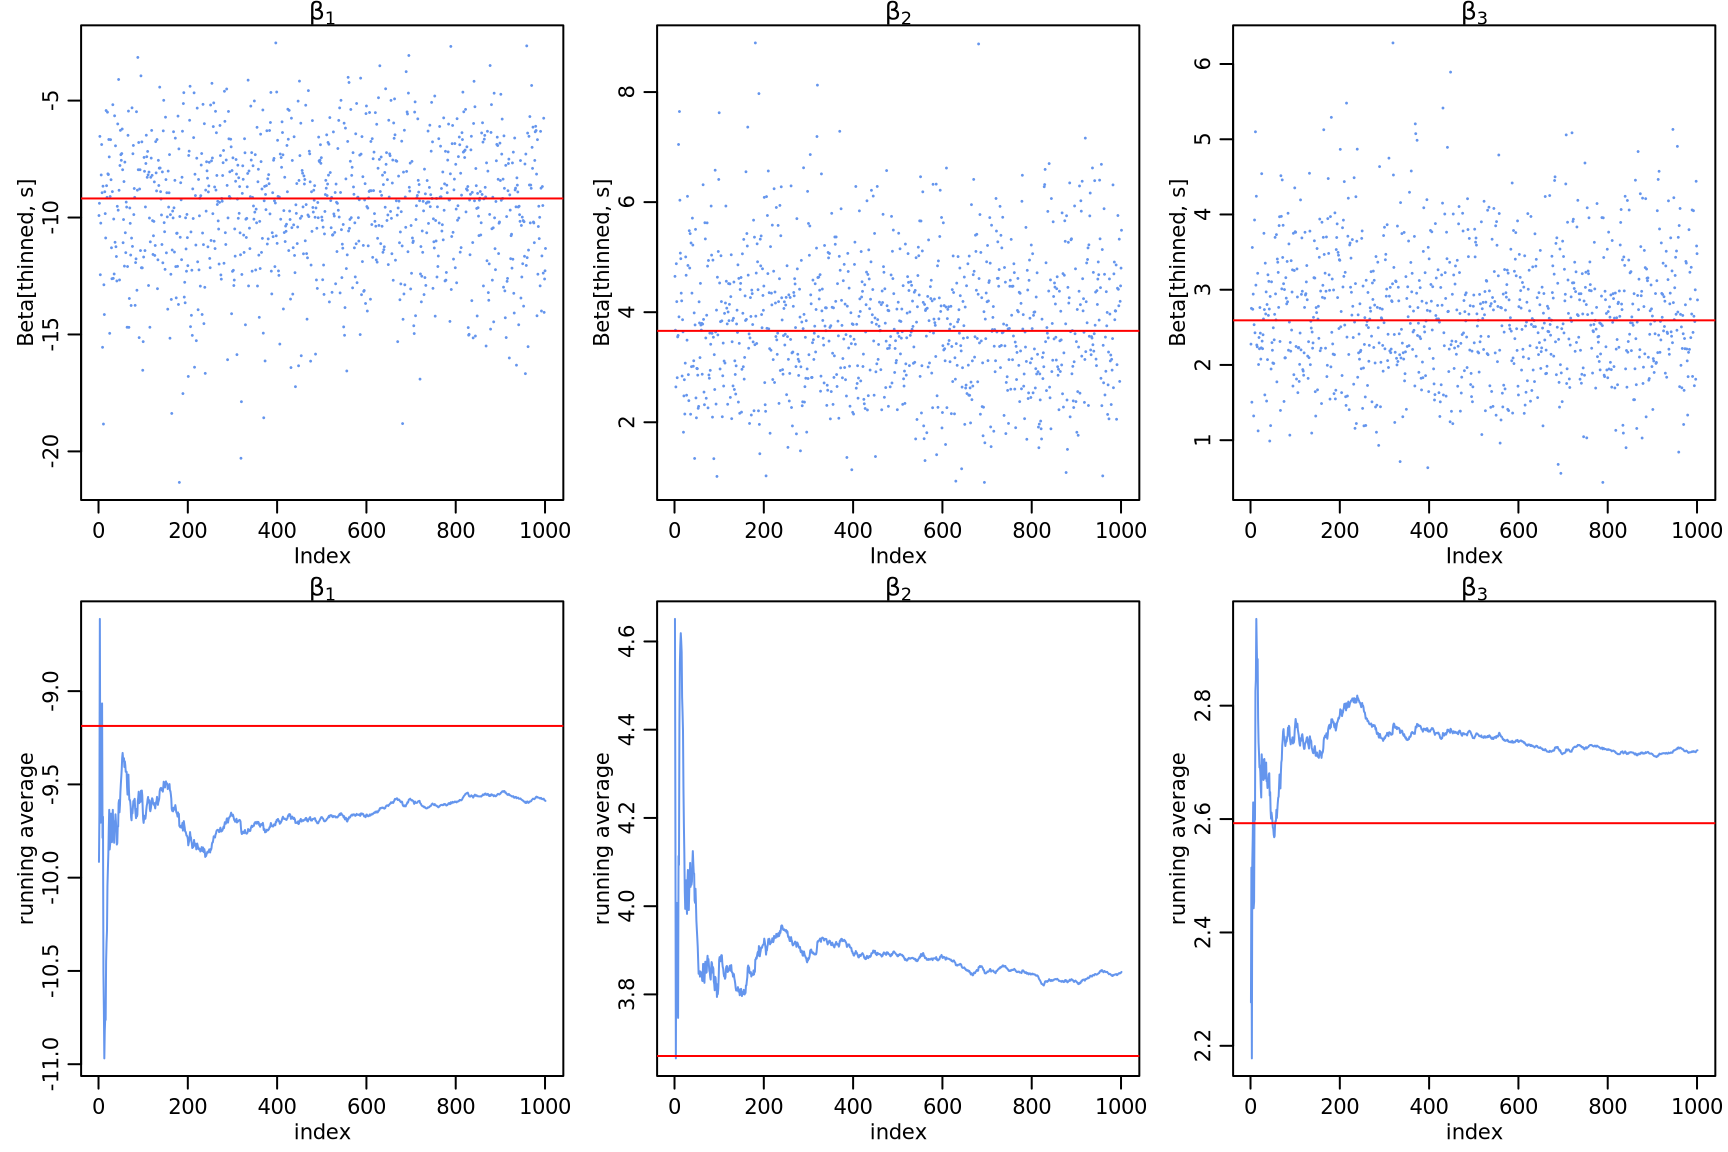 β1
Beta[thinned, s]
-5
-10
-15
-20
0 200 400 600 800 1000
Index
β2
Beta[thinned, s]
8
6
4
2
0 200 400 600 800 1000
Index
β3
Beta[thinned, s]
6
5
4
3
2
1
0 200 400 600 800 1000
Index
β1
running average
-9.0
-9.5
-10.0
-10.5
-11.0
0 200 400 600 800 1000
index
β2
running average
4.6
4.4
4.2
4.0
3.8
0 200 400 600 800 1000
index
β3
running average
2.8
2.6
2.4
2.2
0 200 400 600 800 1000
index